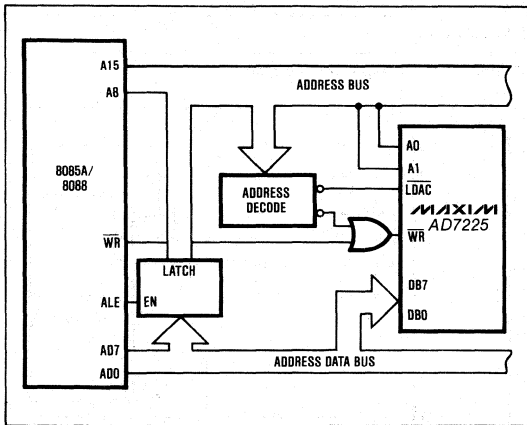 A15
ADDRESS BUS
A8
A0
8085A/
8088
A1
ADDRESS
DECODE
LDAC
MAXIM
AD7225
WR
WR
LATCH
DB7
ALE
EN
DB0
AD7
ADDRESS DATA BUS
AD0